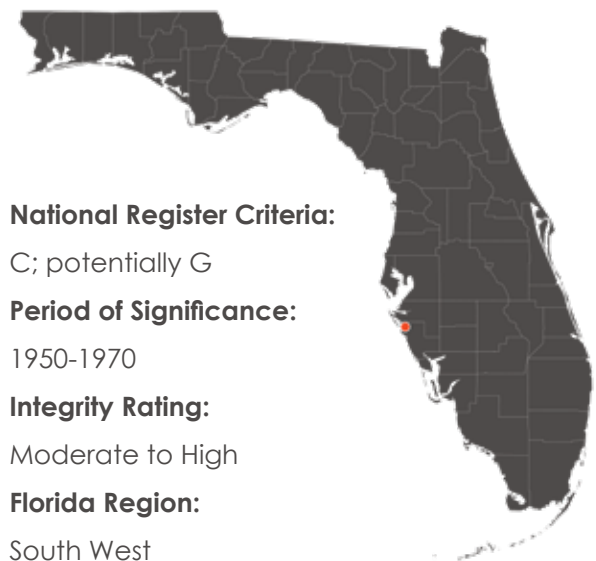 National Register Criteria:
C; potentially G
Period of Significance:
1950-1970
Integrity Rating:
Moderate to High
Florida Region:
South West